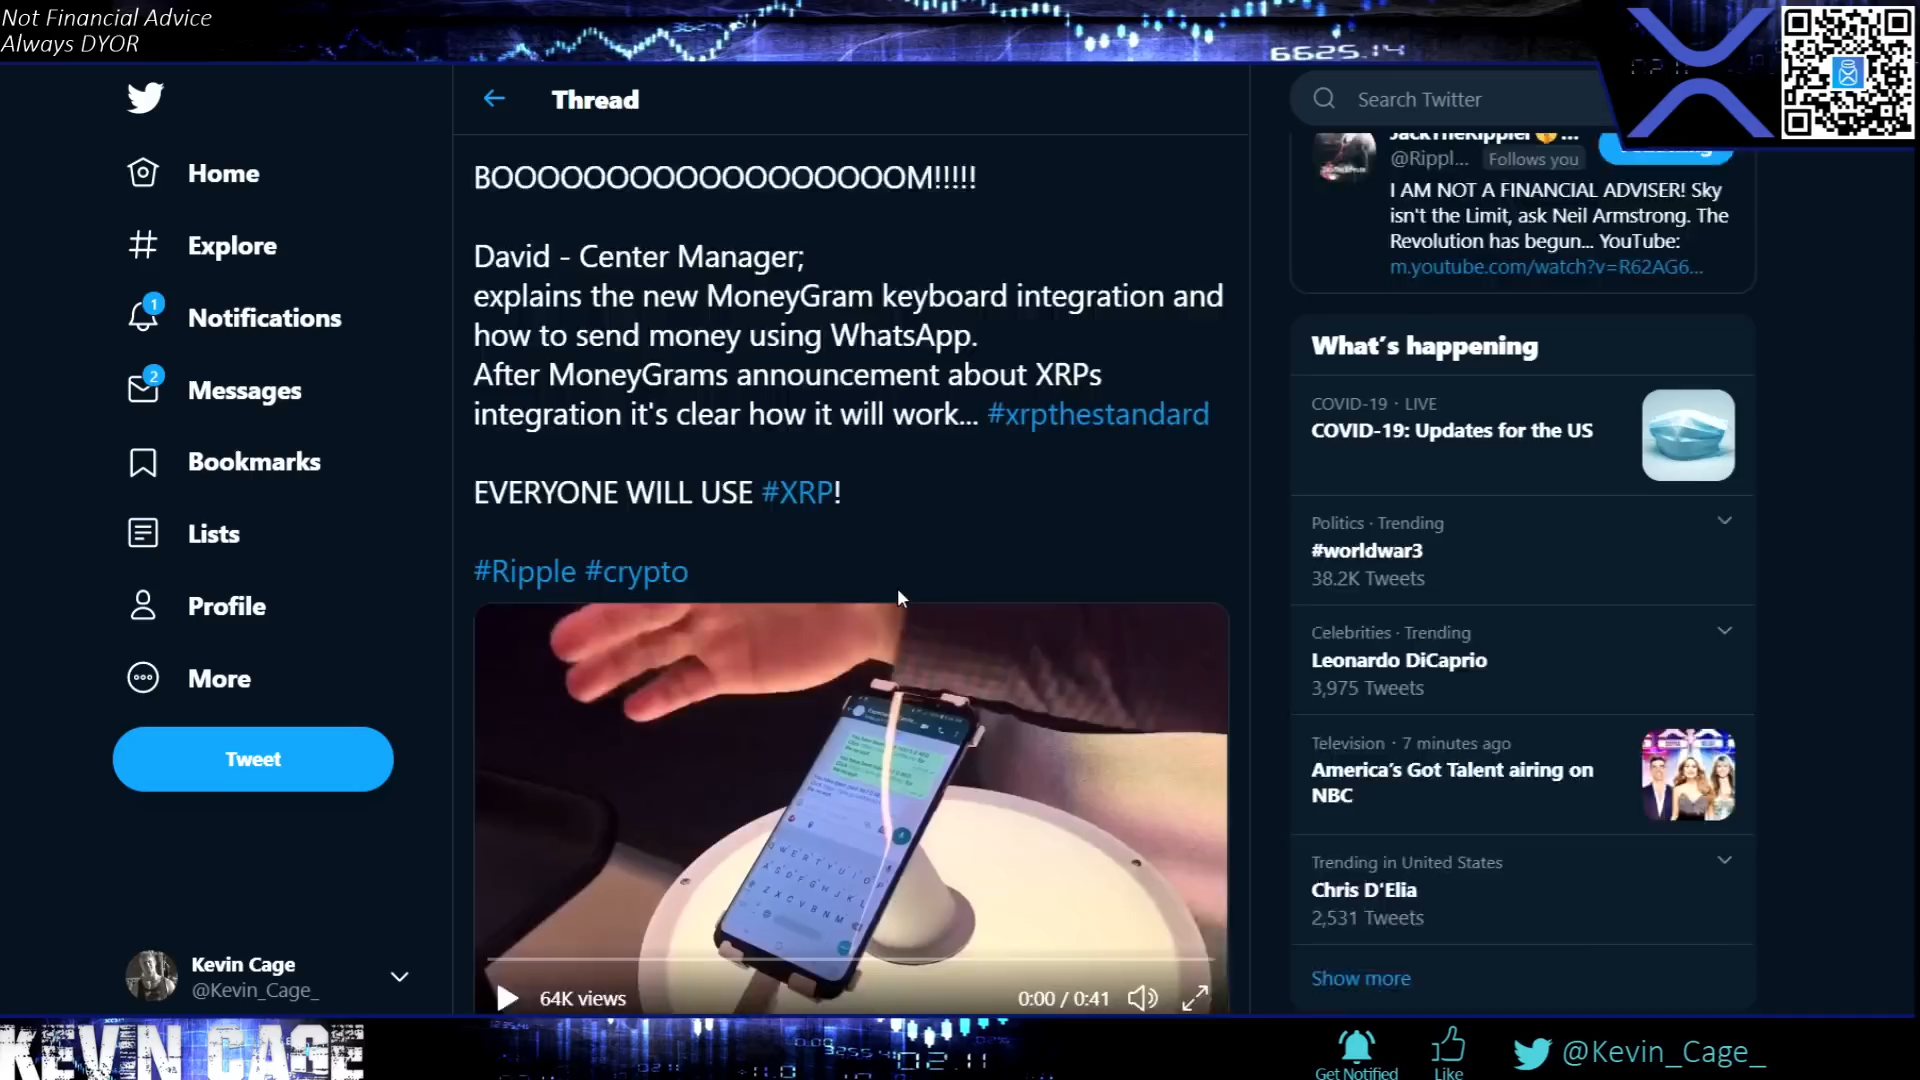 Not Financial Advice
Always DYOR
6625.14
Thread
Search Twitter
Home
Explore
1
Notifications
2
Messages
Bookmarks
Lists
Profile
More
Tweet
Kevin Cage
@Kevin_Cage_
BOOOOOOOOOOOOOOOOOOM!!!!!
David - Center Manager;
explains the new MoneyGram keyboard integration and
how to send money using WhatsApp.
After MoneyGrams announcement about XRPs
integration it's clear how it will work... #xrpthestandard
EVERYONE WILL USE #XRP!
#Ripple #crypto
64K views
0:00 / 0:41
JackTheRippler ...
@Rippl... Follows you
I AM NOT A FINANCIAL ADVISER! Sky
isn't the Limit, ask Neil Armstrong. The
Revolution has begun... YouTube:
m.youtube.com/watch?v=R62AG6...
What's happening
COVID-19 · LIVE
COVID-19: Updates for the US
Politics · Trending
#worldwar3
38.2K Tweets
Celebrities · Trending
Leonardo DiCaprio
3,975 Tweets
Television · 7 minutes ago
America's Got Talent airing on
NBC
Trending in United States
Chris D'Elia
2,531 Tweets
Show more
KEVIN CAGE
02.11
Get Notified
Like
@Kevin_Cage_